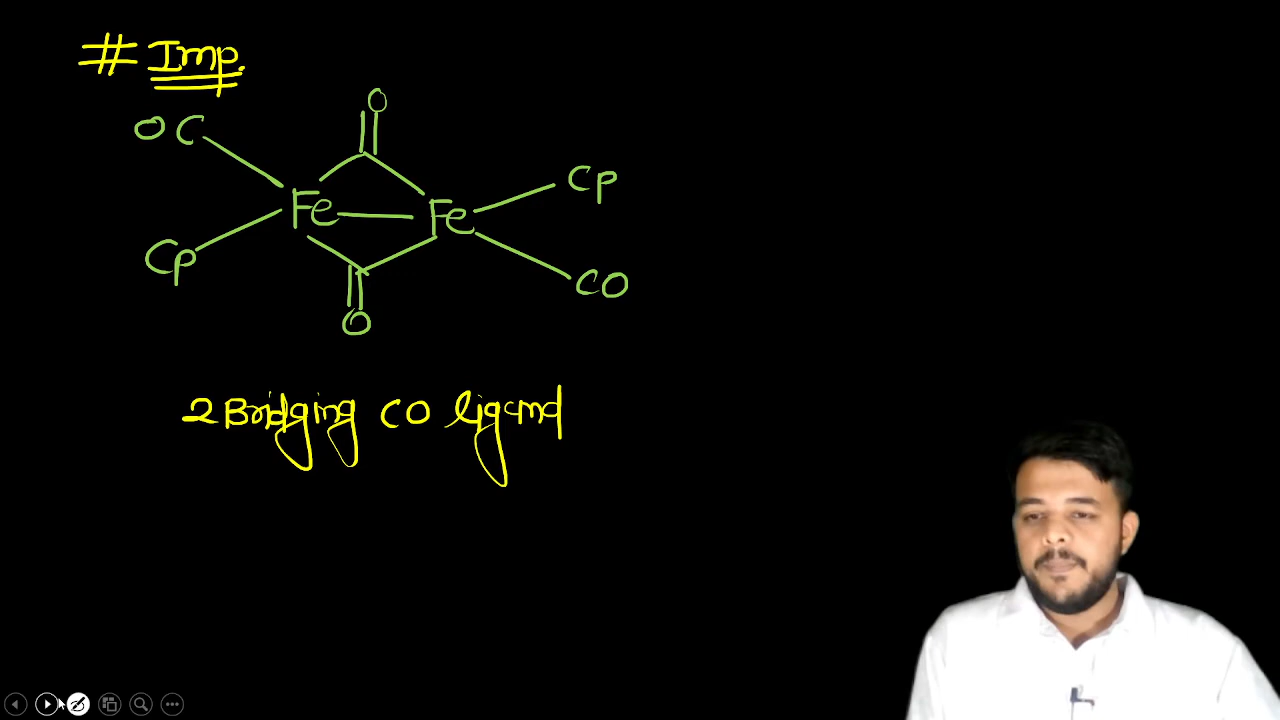 # Imp.
O
OC
Cp
Fe Fe
Cp
CO
O
2 Bridging CO ligand